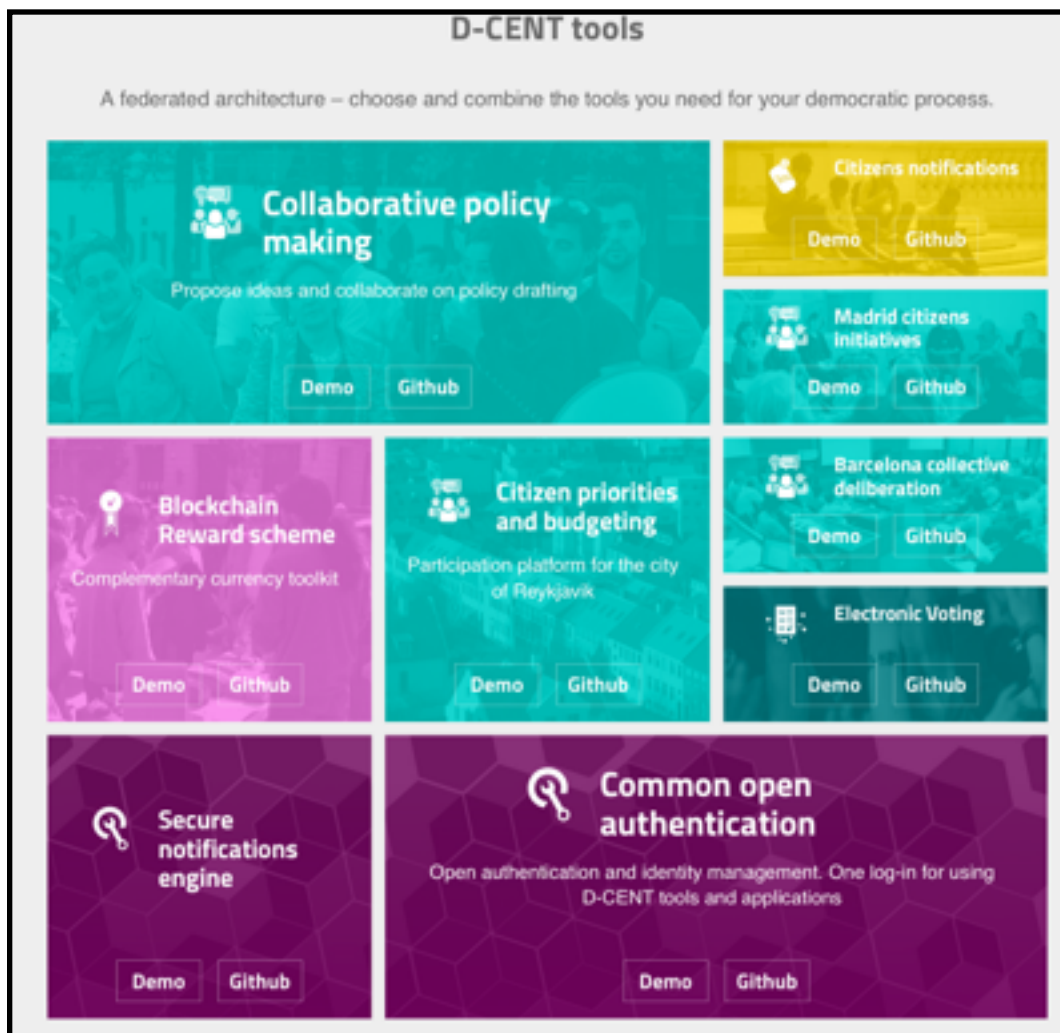 D-CENT tools
A federated architecture – choose and combine the tools you need for your democratic process.
Collaborative policy
making
Propose ideas and collaborate on policy drafting
Demo Github
Citizens notifications
Demo Github
Madrid citizens
initiatives
Demo Github
Blockchain
Reward scheme
Complementary currency toolkit
Demo Github
Citizen priorities
and budgeting
Participation platform for the city
of Reykjavik
Demo Github
Barcelona collective
deliberation
Demo Github
Electronic Voting
Demo Github
Secure
notifications
engine
Demo Github
Common open
authentication
Open authentication and identity management. One log-in for using
D-CENT tools and applications
Demo Github